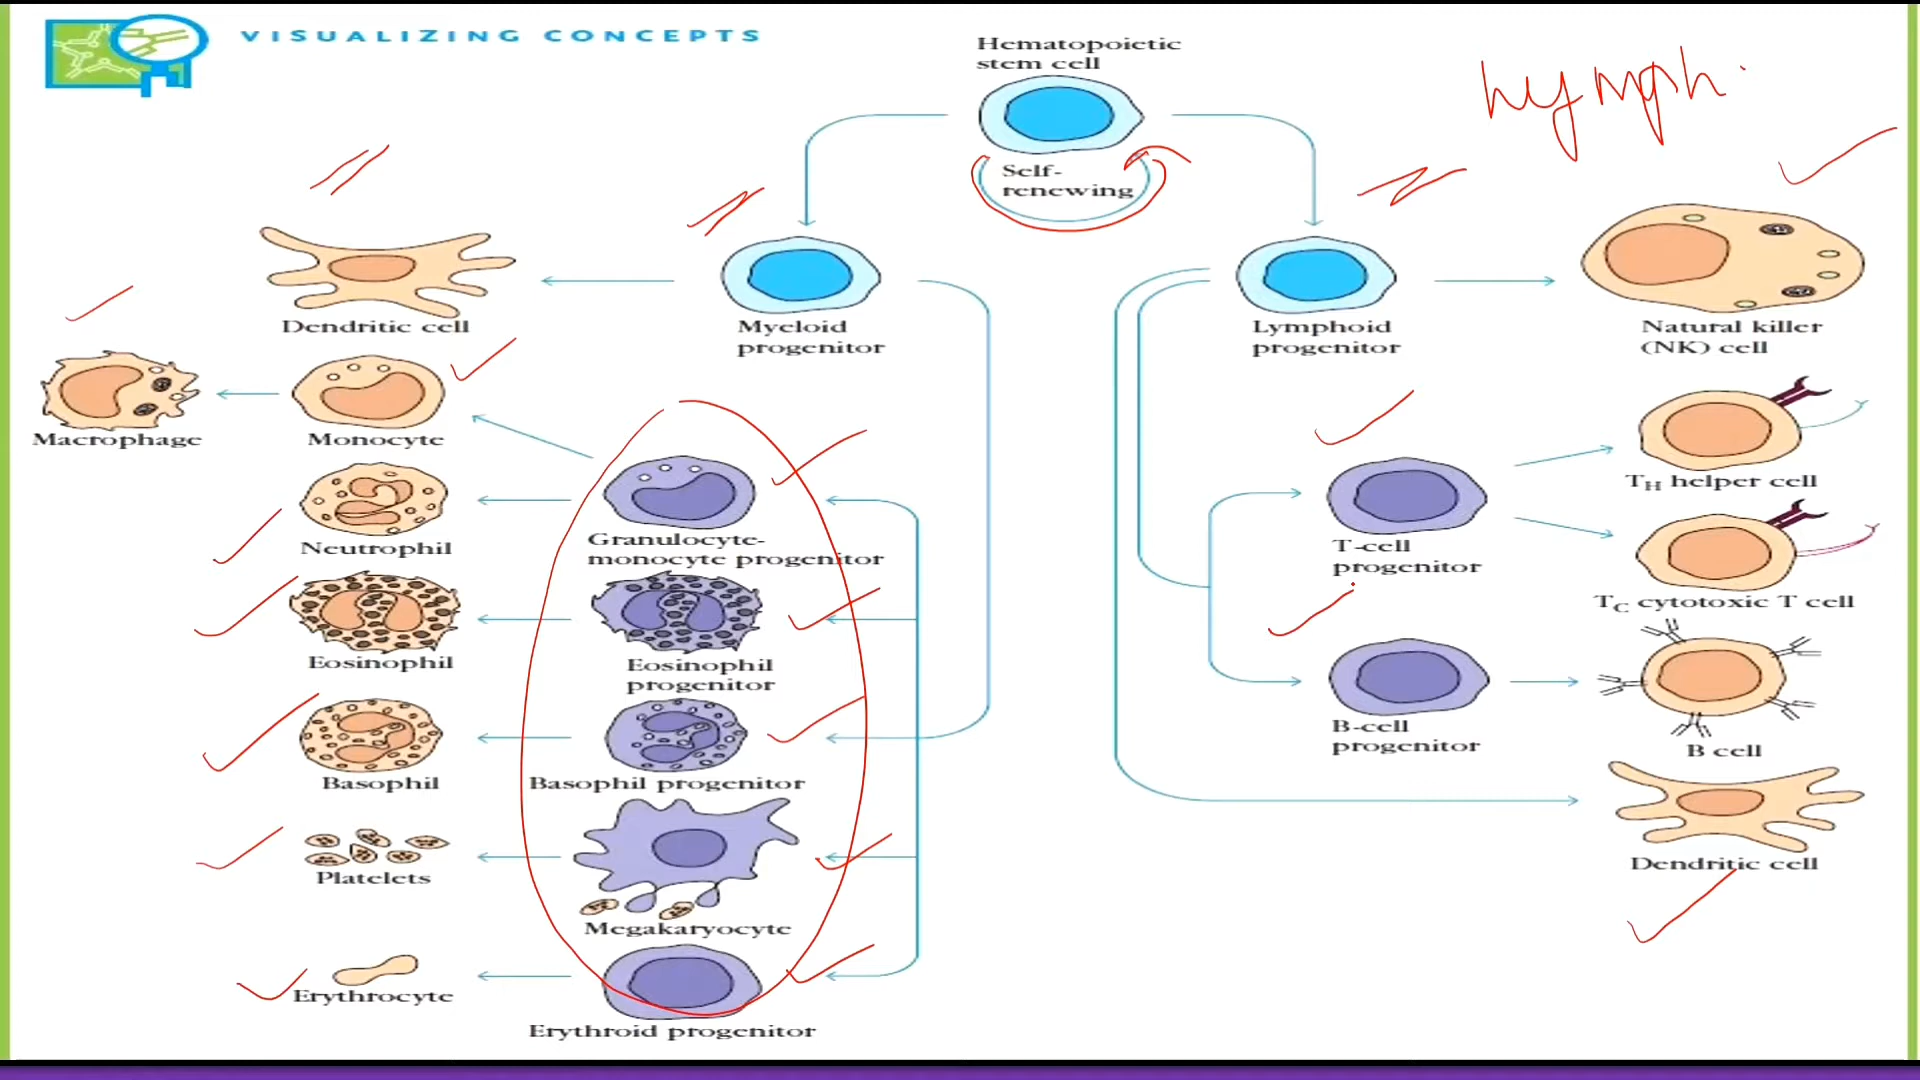 VISUALIZING CONCEPTS
Hematopoietic
stem cell
hymph
Self-
renewing
Dendritic cell
Myeloid
progenitor
Lymphoid
progenitor
Natural killer
(NK) cell
Macrophage
Monocyte
TH helper cell
Neutrophil
Granulocyte-
monocyte progenitor
T-cell
progenitor
TC cytotoxic T cell
Eosinophil
Eosinophil
progenitor
B-cell
progenitor
B cell
Basophil
Basophil progenitor
Dendritic cell
Platelets
Megakaryocyte
Erythrocyte
Erythroid progenitor